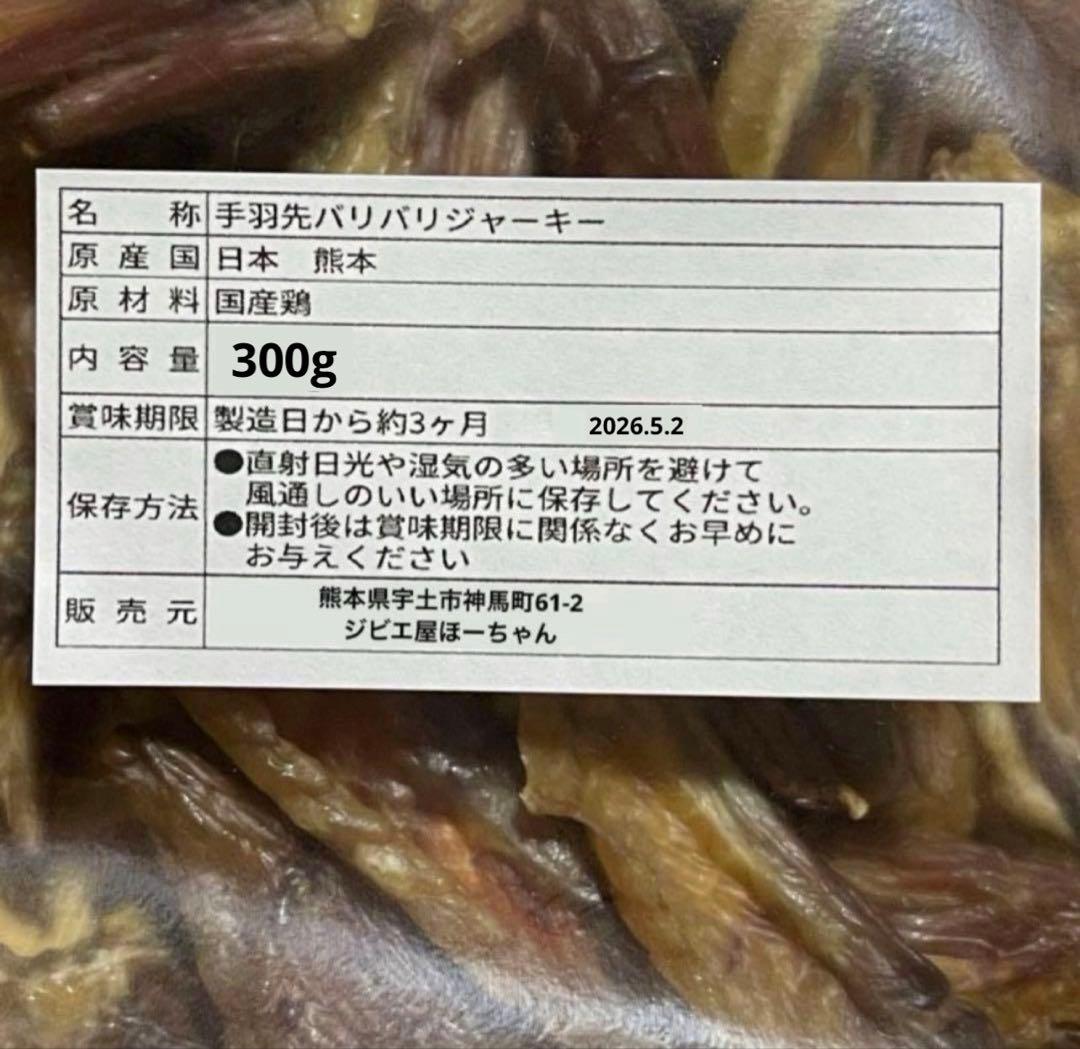 名称 手羽先バリバリジャーキー
原産国 日本 熊本
原材料 国産鶏
内容量 300g
賞味期限 製造日から約3ヶ月 2026.5.2
保存方法
●直射日光や湿気の多い場所を避けて
風通しのいい場所に保存してください。
●開封後は賞味期限に関係なくお早めに
お与えください
販売元
熊本県宇土市神馬町61-2
ジビエ屋ほーちゃん